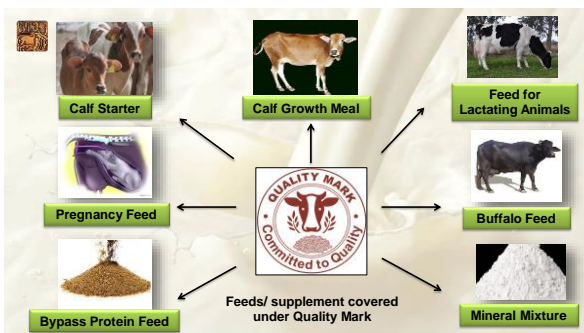 Calf Starter
Calf Growth Meal
Feed for
Lactating Animals
Pregnancy Feed
QUALITY MARK
Committed to Quality
Buffalo Feed
Bypass Protein Feed
Feeds/ supplement covered
under Quality Mark
Mineral Mixture